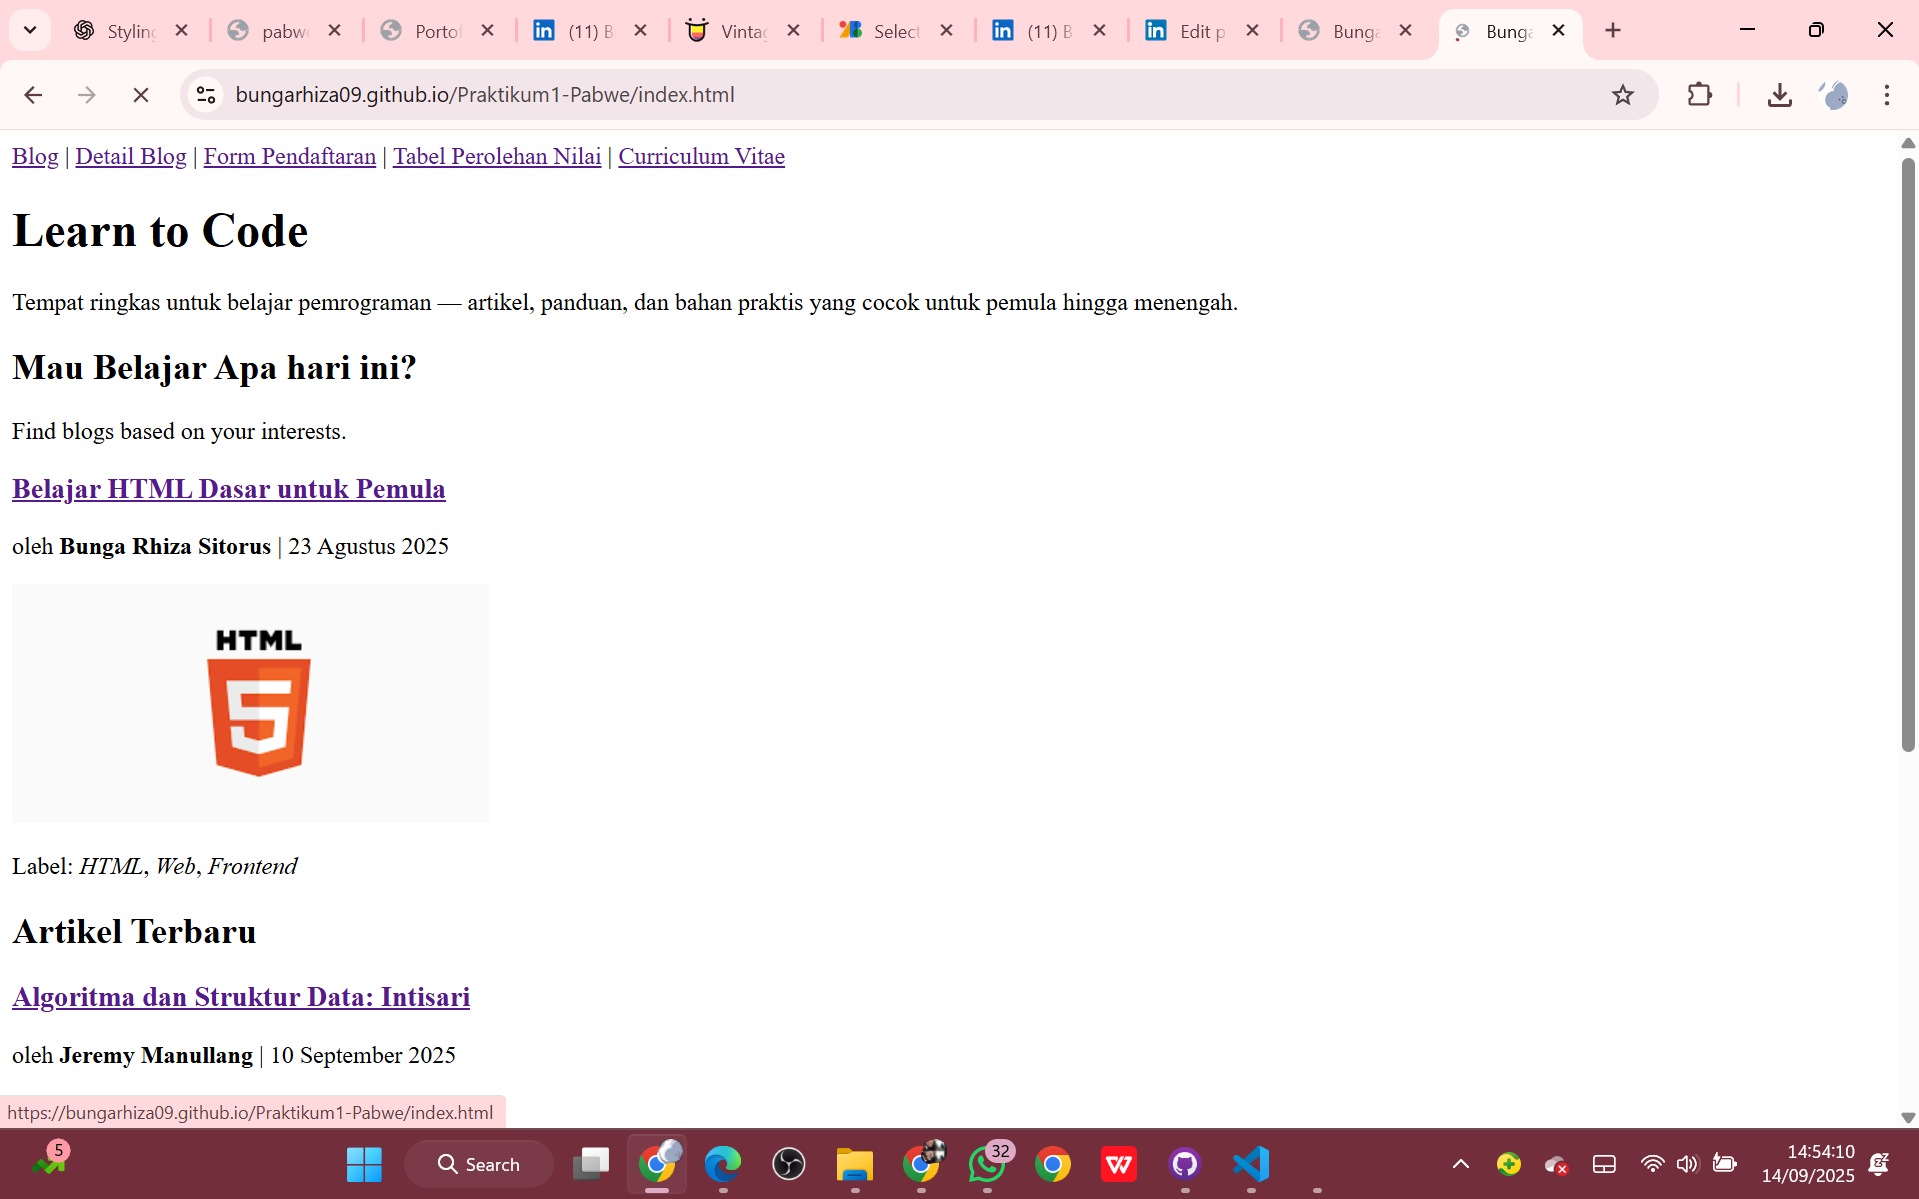 Styling
pabwe
Portof
(11) B
Vintag
Select
(11) B
Edit p
Bunga
Bunga
bungarhiza09.github.io/Praktikum1-Pabwe/index.html
Blog | Detail Blog | Form Pendaftaran | Tabel Perolehan Nilai | Curriculum Vitae
Learn to Code
Tempat ringkas untuk belajar pemrograman — artikel, panduan, dan bahan praktis yang cocok untuk pemula hingga menengah.
Mau Belajar Apa hari ini?
Find blogs based on your interests.
Belajar HTML Dasar untuk Pemula
oleh Bunga Rhiza Sitorus | 23 Agustus 2025
HTML
5
Label: HTML, Web, Frontend
Artikel Terbaru
Algoritma dan Struktur Data: Intisari
oleh Jeremy Manullang | 10 September 2025
https://bungarhiza09.github.io/Praktikum1-Pabwe/index.html
5
Search
32
14:54:10
14/09/2025